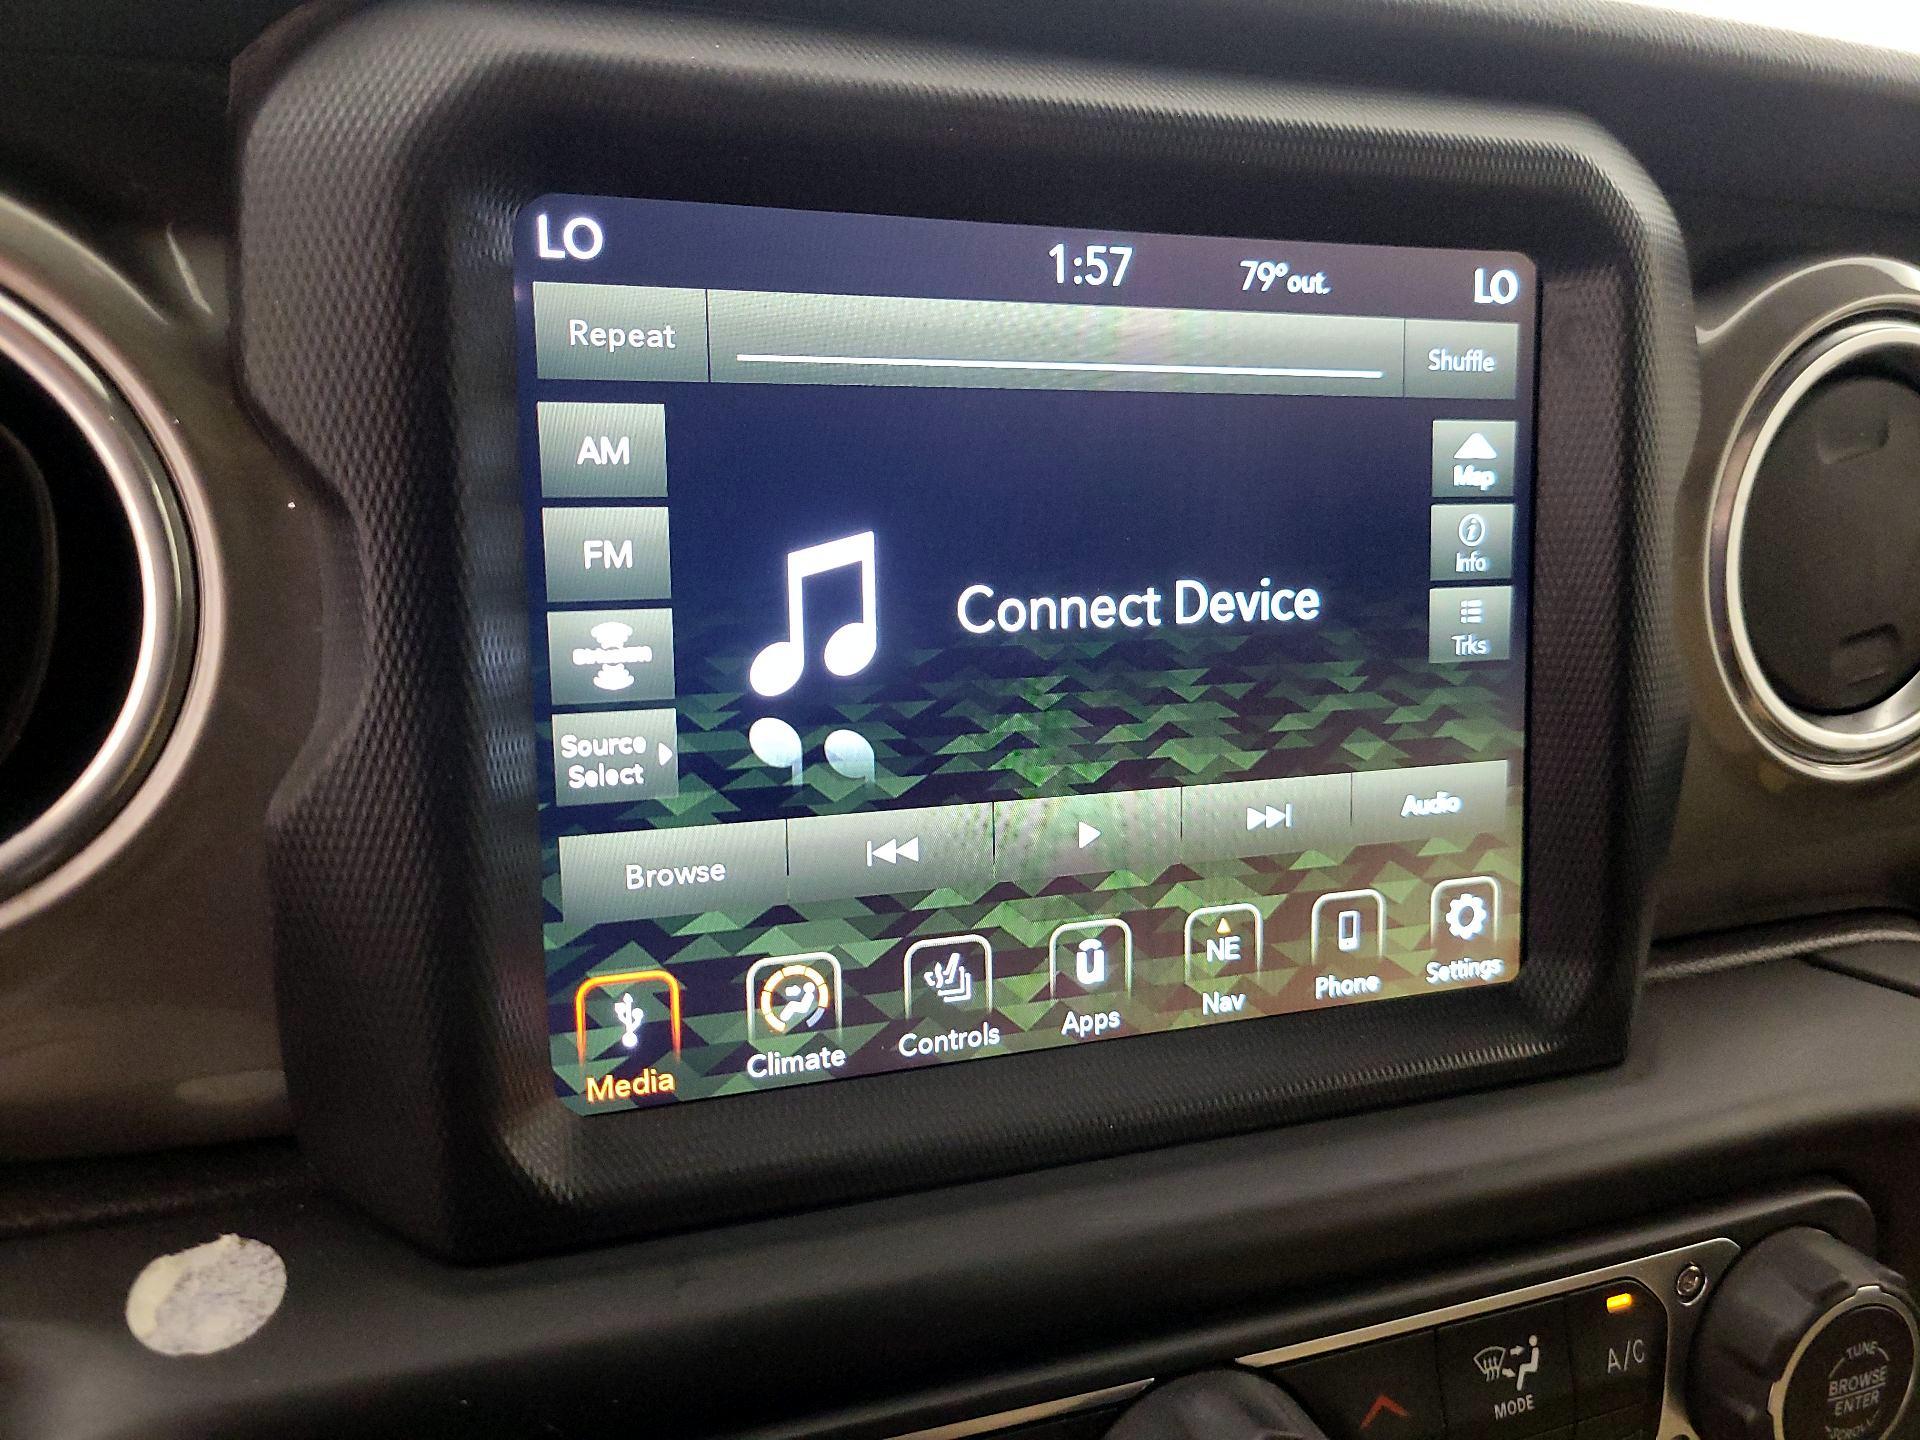 LO
1:57
79° out.
LO
Repeat
Shuffle
AM
FM
Source
Select
Map
Info
Trks
Connect Device
Browse
Audio
Media
Climate
Controls
Apps
NE
Nav
Phone
Settings
MODE
A/C
TUNE
BROWSE
ENTER
SCROLL